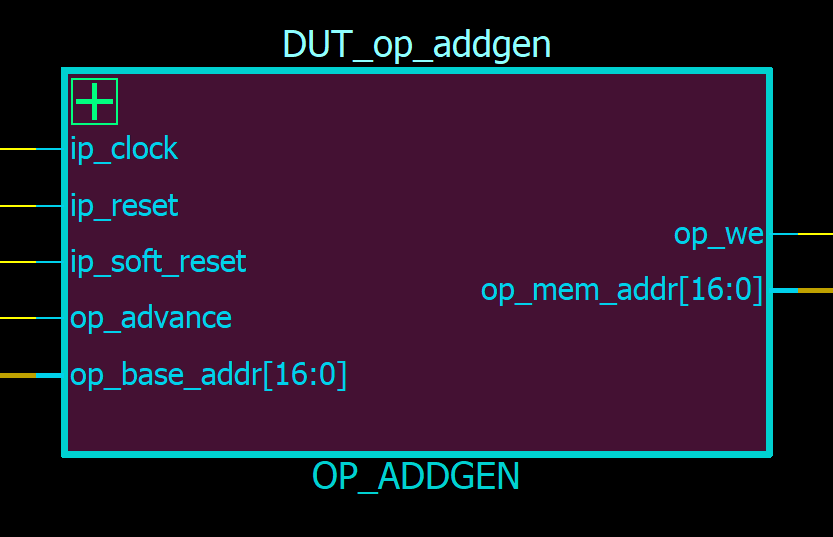 DUT_op_addgen
ip_clock
ip_reset
ip_soft_reset
op_advance
op_base_addr[16:0]
op_we
op_mem_addr[16:0]
OP_ADDGEN